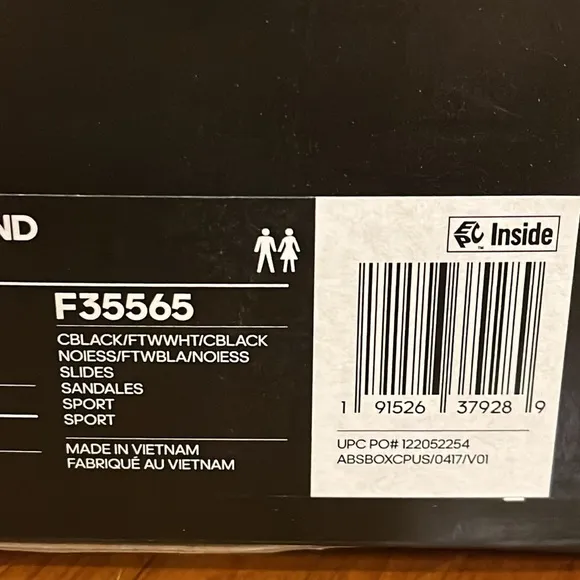 ND
F35565
CBLACK/FTWWHT/CBLACK
NOIESS/FTWBLA/NOIESS
SLIDES
SANDALES
SPORT
SPORT
MADE IN VIETNAM
FABRIQUÉ AU VIETNAM
EPC™ Inside
1 91526 37928 9
UPC PO# 122052254
ABSBOXCPUS/0417/V01